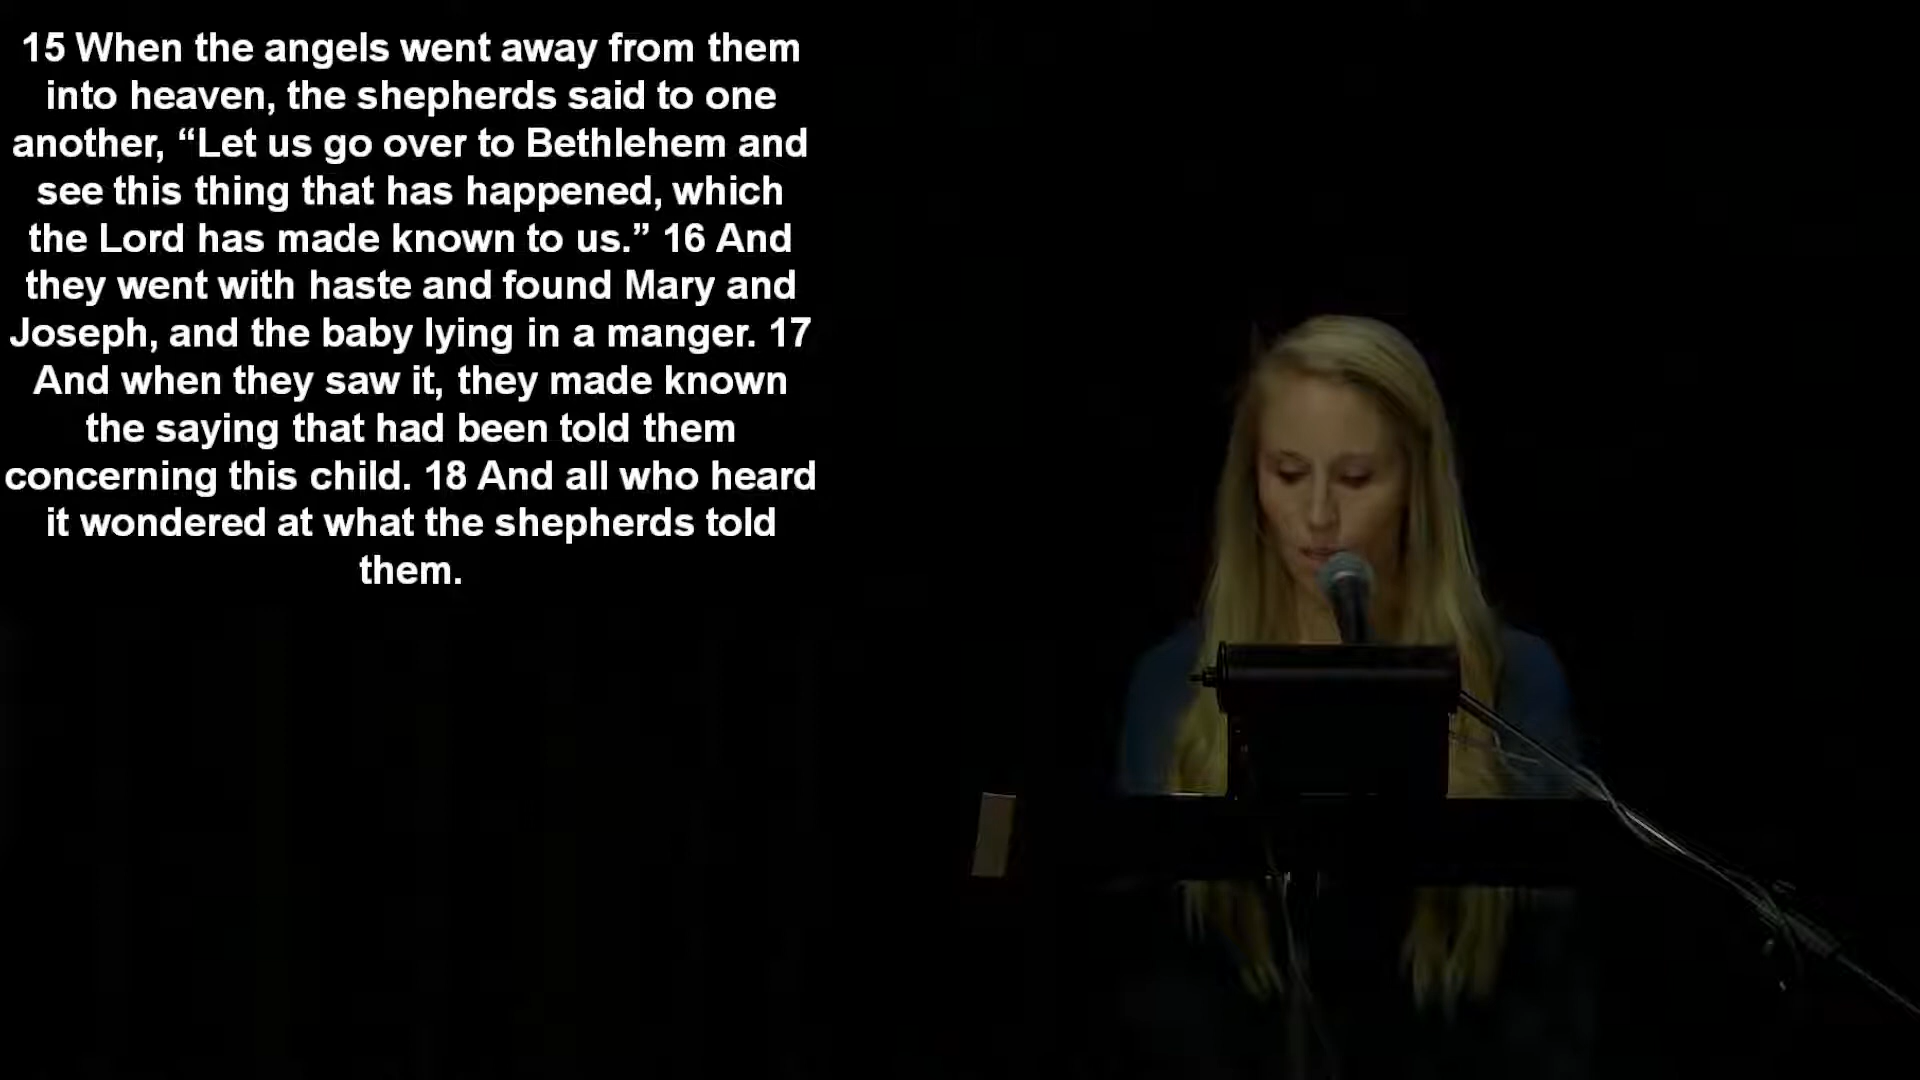 15 When the angels went away from them
into heaven, the shepherds said to one
another, “Let us go over to Bethlehem and
see this thing that has happened, which
the Lord has made known to us.” 16 And
they went with haste and found Mary and
Joseph, and the baby lying in a manger. 17
And when they saw it, they made known
the saying that had been told them
concerning this child. 18 And all who heard
it wondered at what the shepherds told
them.